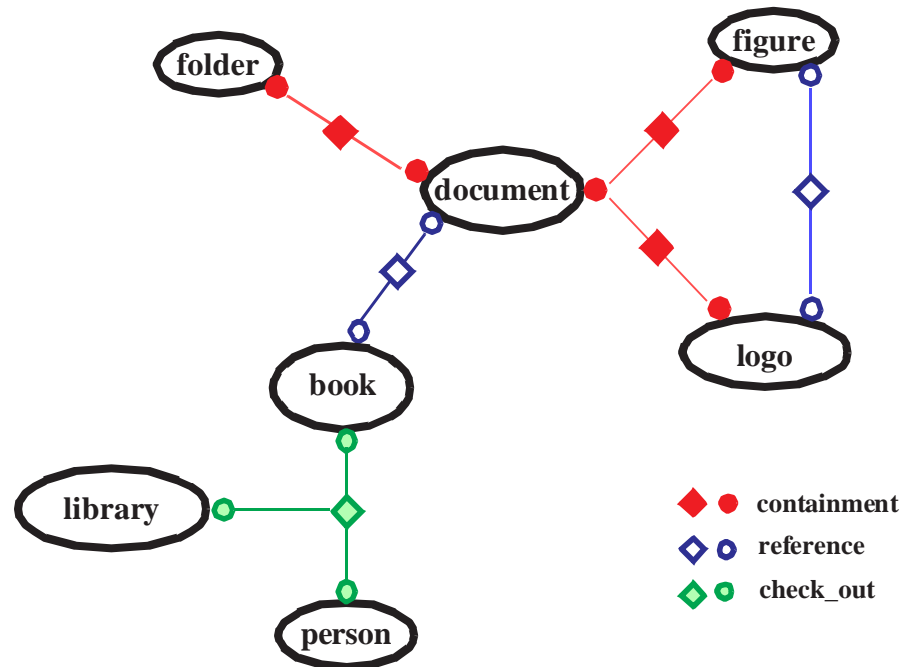 folder
figure
document
logo
book
library
person
containment
reference
check_out